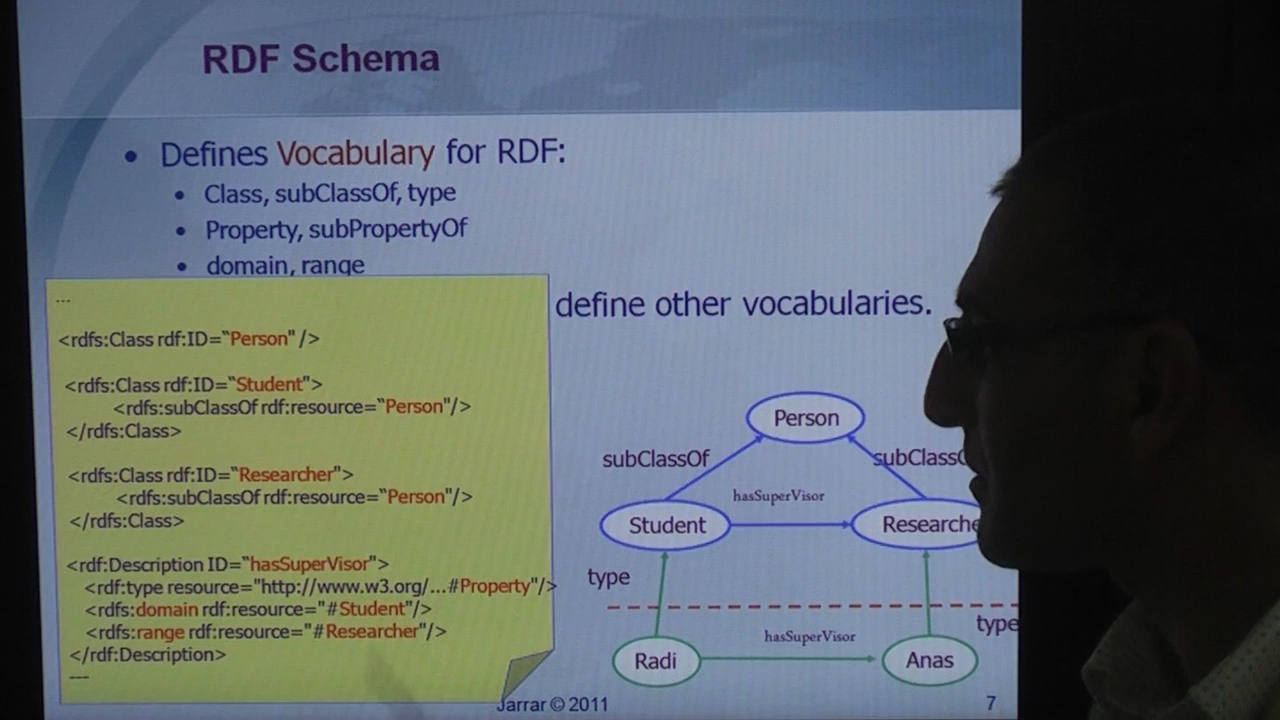 RDF Schema
• Defines Vocabulary for RDF:
• Class, subClassOf, type
• Property, subPropertyOf
• domain, range
define other vocabularies.
...
<rdfs:Class rdf:ID="Person" />
<rdfs:Class rdf:ID="Student">
<rdfs:subClassOf rdf:resource="Person"/>
</rdfs:Class>
<rdfs:Class rdf:ID="Researcher">
<rdfs:subClassOf rdf:resource="Person"/>
</rdfs:Class>
<rdf:Description ID="hasSuperVisor">
<rdf:type resource="http://www.w3.org/...#Property"/>
<rdfs:domain rdf:resource="#Student"/>
<rdfs:range rdf:resource="#Researcher"/>
</rdf:Description>
---
Person
subClassOf
subClassO
hasSuperVisor
Student
Researche
type
type
hasSuperVisor
Radi
Anas
Jarrar © 2011
7